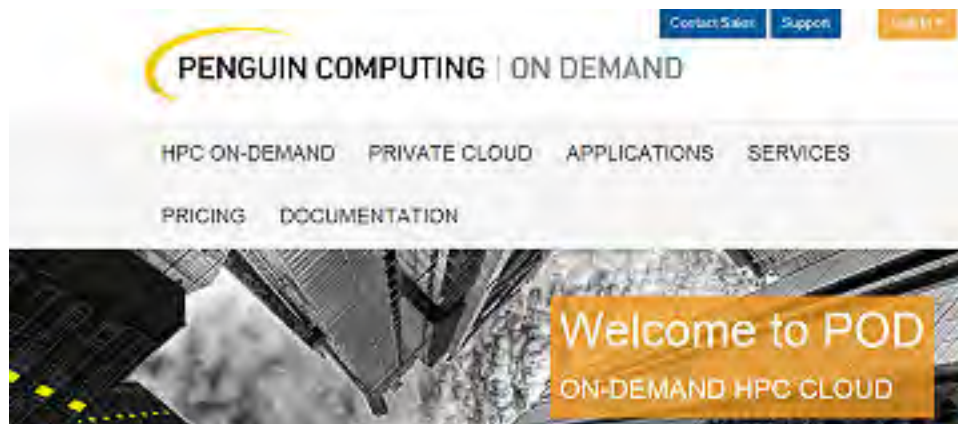 Contact Sales Support
PENGUIN COMPUTING | ON DEMAND
HPC ON-DEMAND PRIVATE CLOUD APPLICATIONS SERVICES
PRICING DOCUMENTATION
Welcome to POD
ON-DEMAND HPC CLOUD